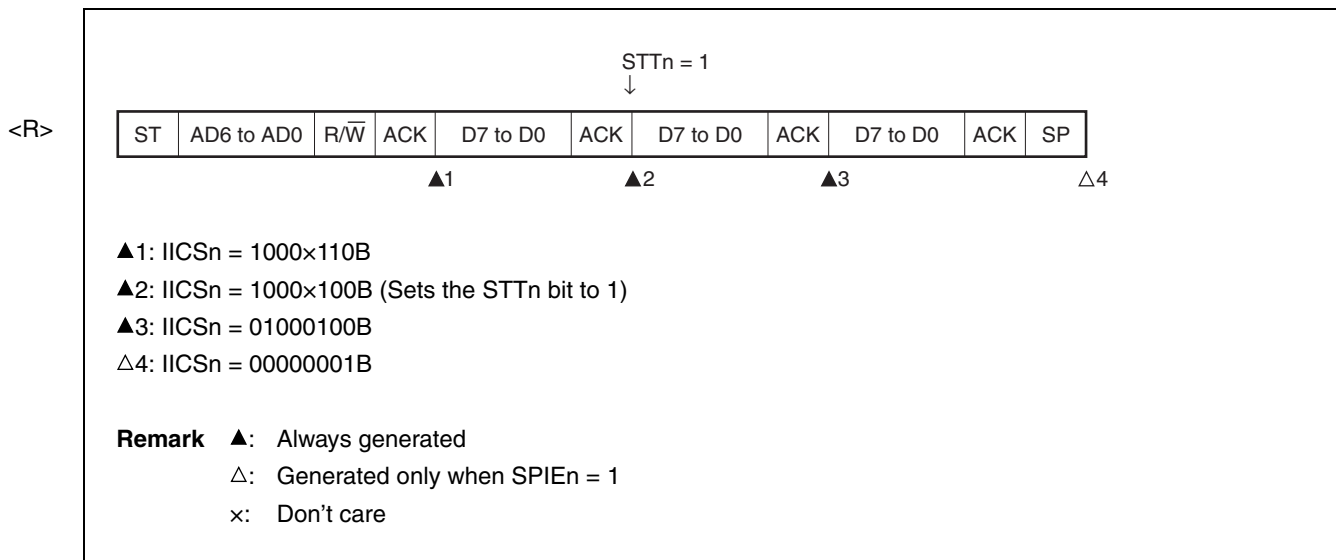 STTn = 1
↓
<R>
ST AD6 to AD0 R/W̅ ACK D7 to D0 ACK D7 to D0 ACK D7 to D0 ACK SP
▲1 ▲2 ▲3 △4
▲1: IICSn = 1000×110B
▲2: IICSn = 1000×100B (Sets the STTn bit to 1)
▲3: IICSn = 01000100B
△4: IICSn = 00000001B
Remark ▲: Always generated
△: Generated only when SPIEn = 1
×: Don't care